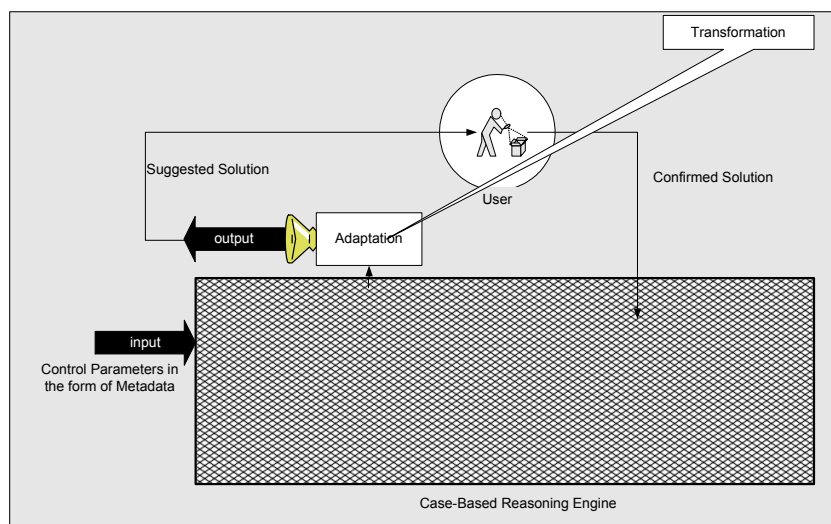 Transformation
Suggested Solution
User
Confirmed Solution
output
Adaptation
input
Control Parameters in
the form of Metadata
Case-Based Reasoning Engine